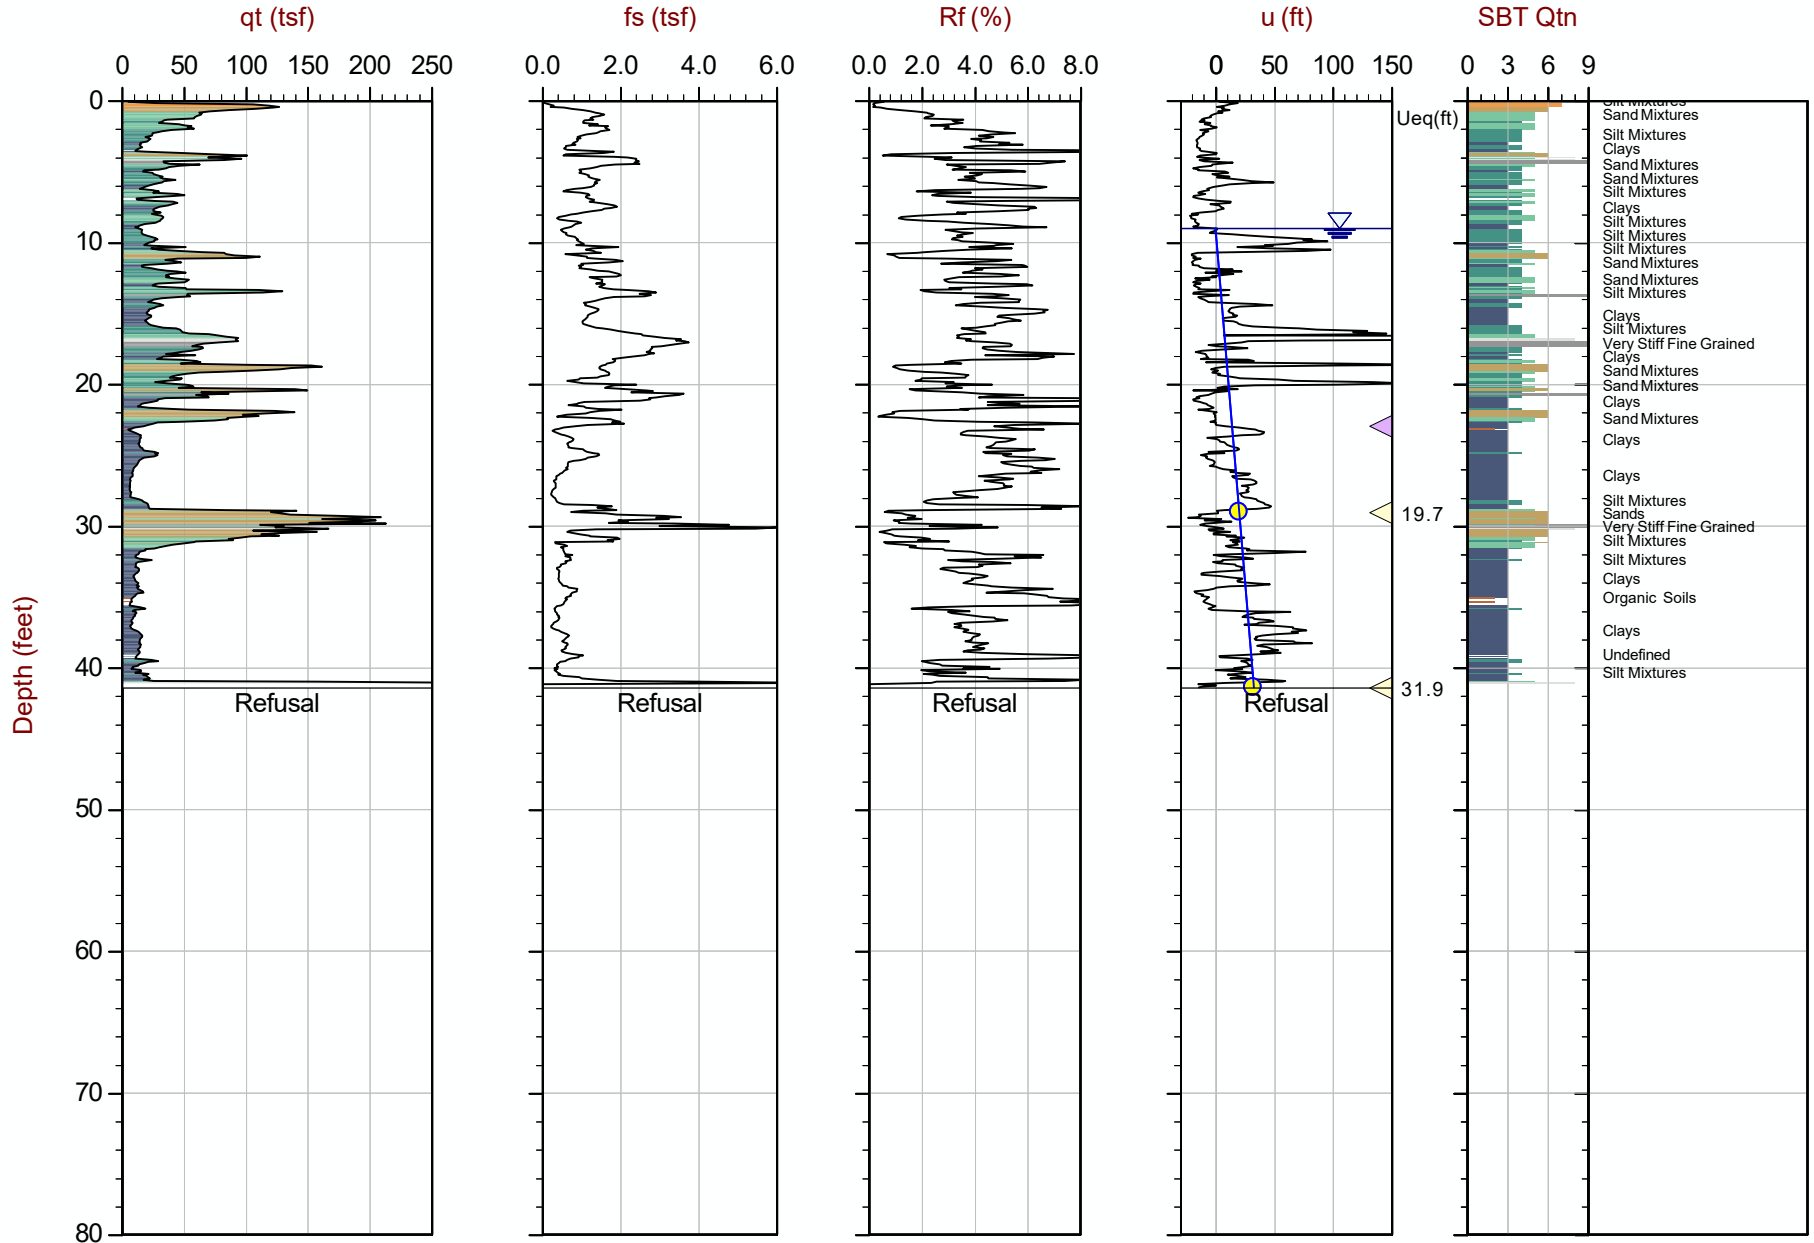 qt (tsf) fs (tsf) Rf (%) u (ft) SBT Qtn
0 50 100 150 200 250 0.0 2.0 4.0 6.0 0.0 2.0 4.0 6.0 8.0 0 50 100 150 0 3 6 9
0
Silt Mixtures
Ueq(ft)
Sand Mixtures
Silt Mixtures
Clays
Sand Mixtures
Sand Mixtures
Silt Mixtures
Clays
Silt Mixtures
Silt Mixtures
10
Silt Mixtures
Sand Mixtures
Sand Mixtures
Silt Mixtures
Clays
Silt Mixtures
Very Stiff Fine Grained
Clays
Sand Mixtures
20
Sand Mixtures
Clays
Sand Mixtures
Clays
Clays
Silt Mixtures
19.7
Sands
30
Very Stiff Fine Grained
Silt Mixtures
Silt Mixtures
Clays
Organic Soils
Clays
Undefined
40
Silt Mixtures
31.9
Refusal Refusal Refusal Refusal
Depth (feet)
50
60
70
80